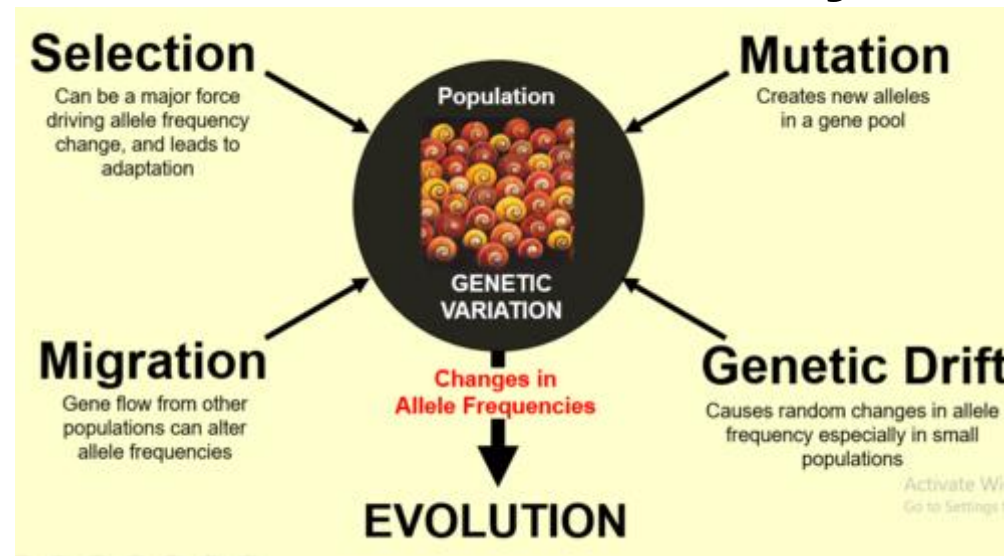 Selection
Can be a major force
driving allele frequency
change, and leads to
adaptation
Mutation
Creates new alleles
in a gene pool
Population
GENETIC
VARIATION
Migration
Gene flow from other
populations can alter
allele frequencies
Genetic Drift
Causes random changes in allele
frequency especially in small
populations
Changes in
Allele Frequencies
EVOLUTION
Activate Wi
Go to Settings t